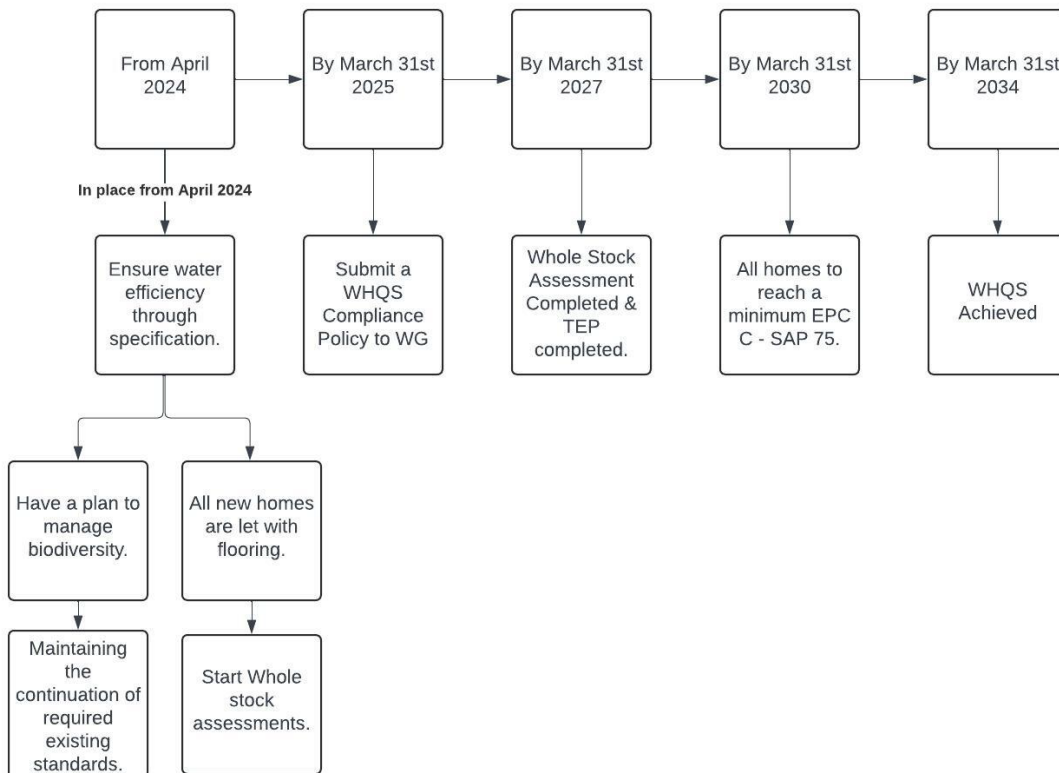 From April
2024
By March 31st
2025
By March 31st
2027
By March 31st
2030
By March 31st
2034
In place from April 2024
Ensure water
efficiency
through
specification.
Submit a
WHQS
Compliance
Policy to WG
Whole Stock
Assessment
Completed &
TEP
completed.
All homes to
reach a
minimum EPC
C - SAP 75.
WHQS
Achieved
Have a plan to
manage
biodiversity.
All new homes
are let with
flooring.
Maintaining
the
continuation of
required
existing
standards.
Start Whole
stock
assessments.